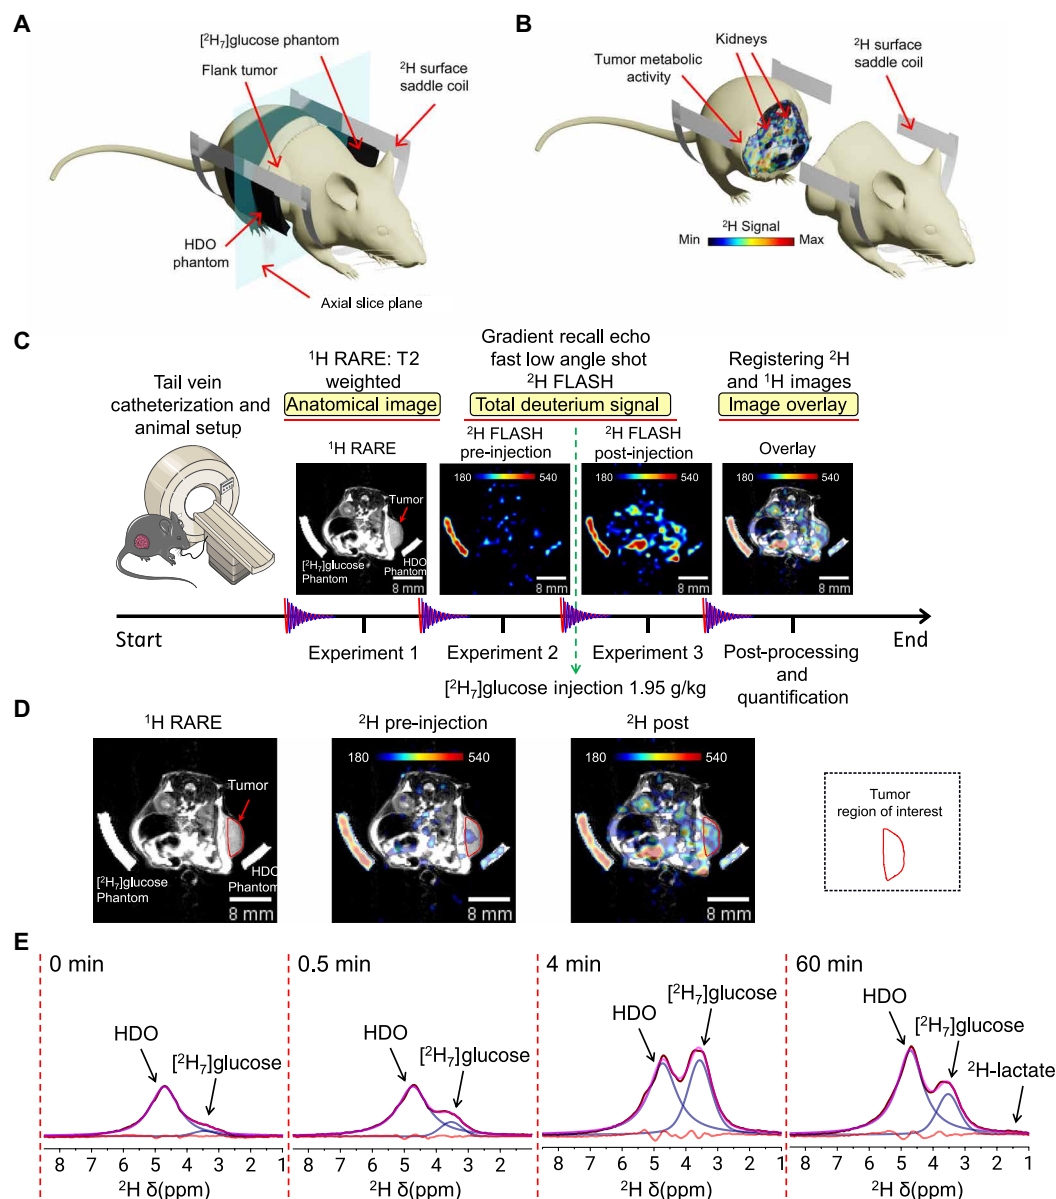 A
[²H₇]glucose phantom
Flank tumor
²H surface
saddle coil
HDO
phantom
Axial slice plane
B
Kidneys
Tumor metabolic
activity
²H surface
saddle coil
²H Signal
Min
Max
C
Tail vein
catheterization and
animal setup
¹H RARE: T2
weighted
Anatomical image
Gradient recall echo
fast low angle shot
²H FLASH
Total deuterium signal
Registering ²H
and ¹H images
Image overlay
¹H RARE
Tumor
[²H₇]glucose
Phantom
HDO
Phantom
8 mm
²H FLASH
pre-injection
180
540
8 mm
²H FLASH
post-injection
180
540
8 mm
Overlay
180
540
8 mm
Start
Experiment 1
Experiment 2
Experiment 3
Post-processing
and
quantification
End
[²H₇]glucose injection 1.95 g/kg
D
¹H RARE
Tumor
[²H₇]glucose
Phantom
HDO
Phantom
8 mm
²H pre-injection
180
540
8 mm
²H post
180
540
8 mm
Tumor
region of interest
E
0 min
HDO
[²H₇]glucose
8 7 6 5 4 3 2 1
²H δ(ppm)
0.5 min
HDO
[²H₇]glucose
8 7 6 5 4 3 2 1
²H δ(ppm)
4 min
HDO
[²H₇]glucose
8 7 6 5 4 3 2 1
²H δ(ppm)
60 min
HDO
[²H₇]glucose
²H-lactate
8 7 6 5 4 3 2 1
²H δ(ppm)